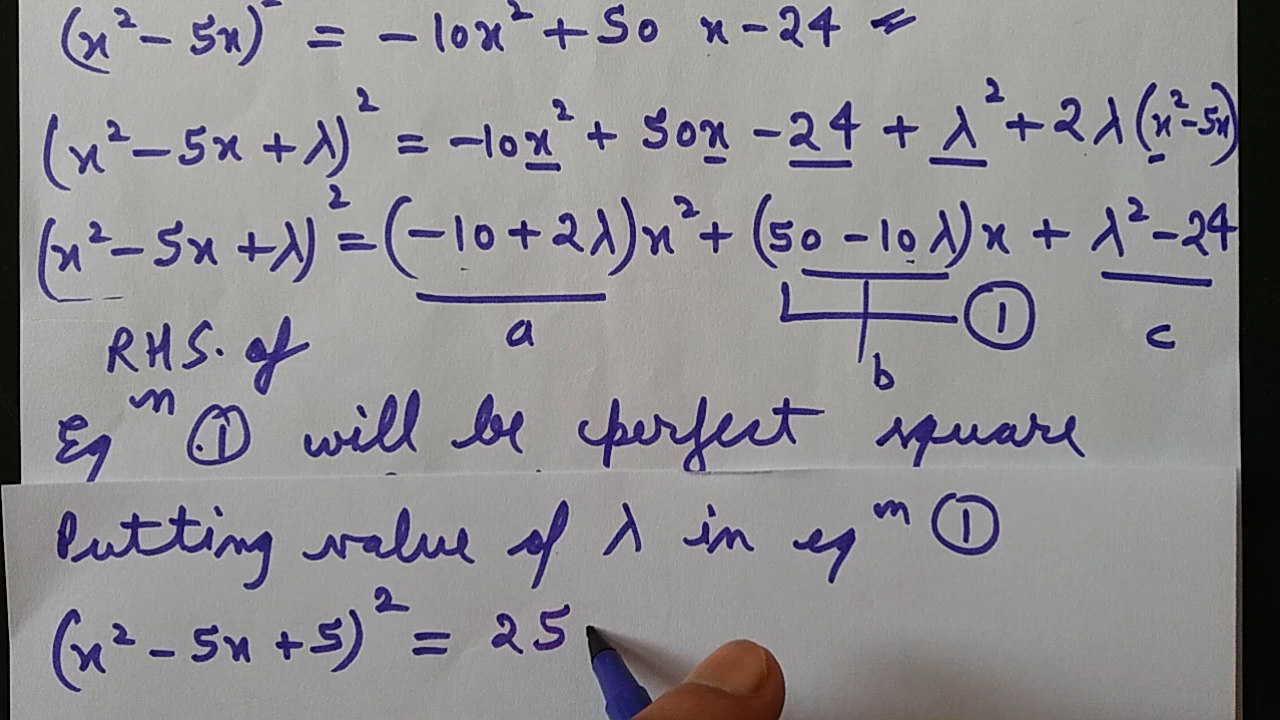 (x² - 5x)² = -10x² + 50 x - 24 =
(x² - 5x + λ)² = -10x² + 50x - 24 + λ² + 2λ(x² - 5x)
(x² - 5x + λ)² = (-10 + 2λ)x² + (50 - 10λ)x + λ² - 24
a b ① c
RHS. of
Eqⁿ ① will be perfect square
Putting value of λ in eqⁿ ①
(x² - 5x + 5)² = 25